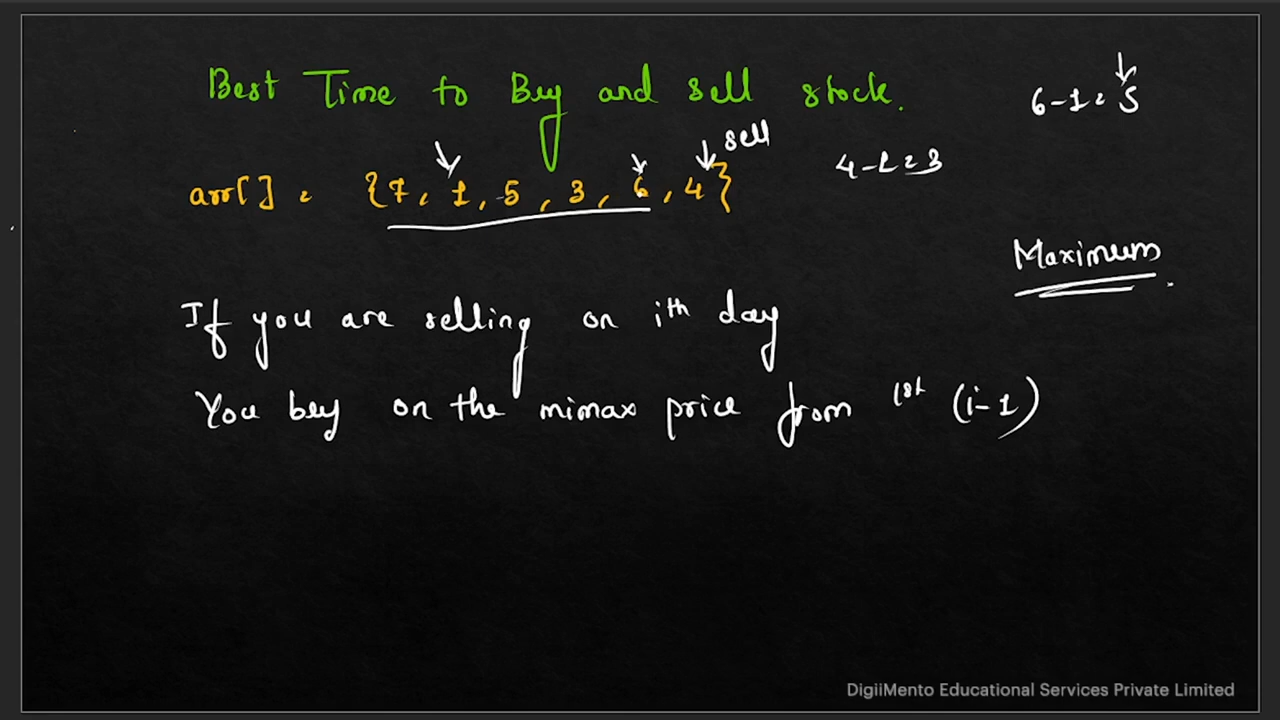 Best Time to Buy and sell stock.
6-1=5
sell
4-1=3
arr[] = {7, 1, 5, 3, 6, 4}
Maximum
If you are selling on ith day
You buy on the mimax price from 1st (i-1)
DigiiMento Educational Services Private Limited